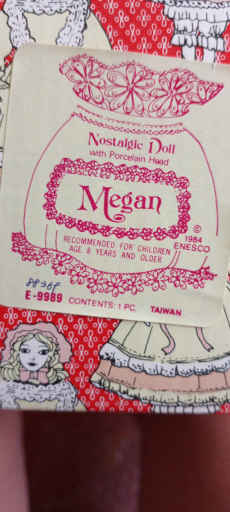 Nostalgic Doll
with Porcelain Head
Megan
© 1984
ENESCO
RECOMMENDED FOR CHILDREN
AGE 8 YEARS AND OLDER
E-9989 CONTENTS: 1 PC. TAIWAN